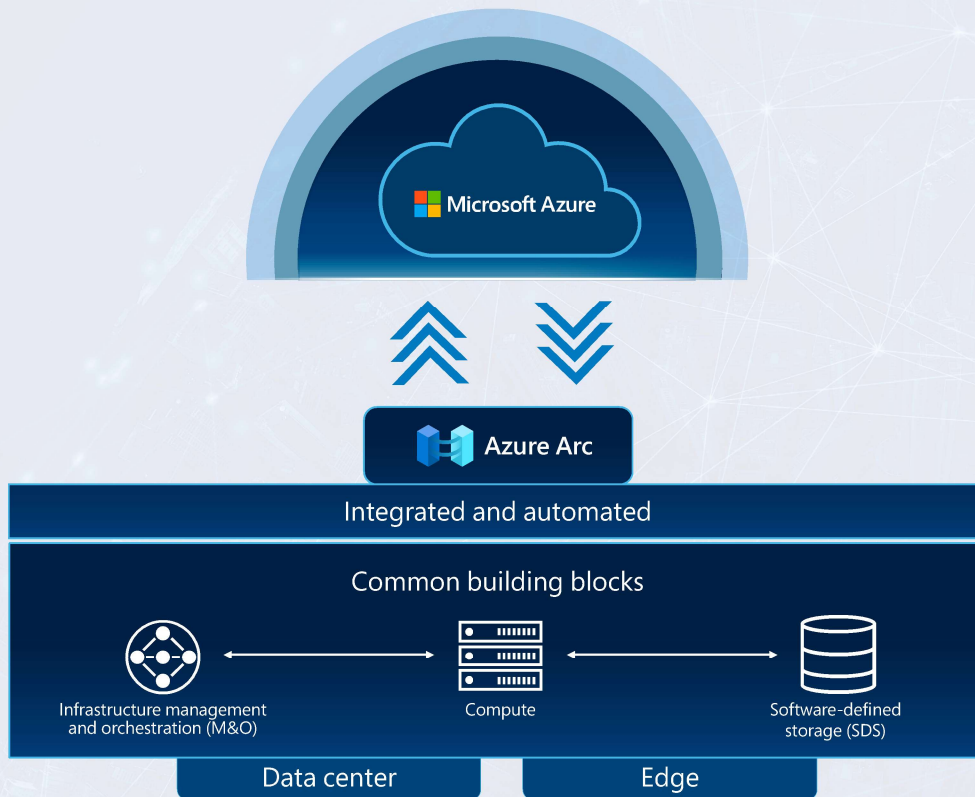 Microsoft Azure
Azure Arc
Integrated and automated
Common building blocks
Infrastructure management
and orchestration (M&O)
Compute
Software-defined
storage (SDS)
Data center
Edge